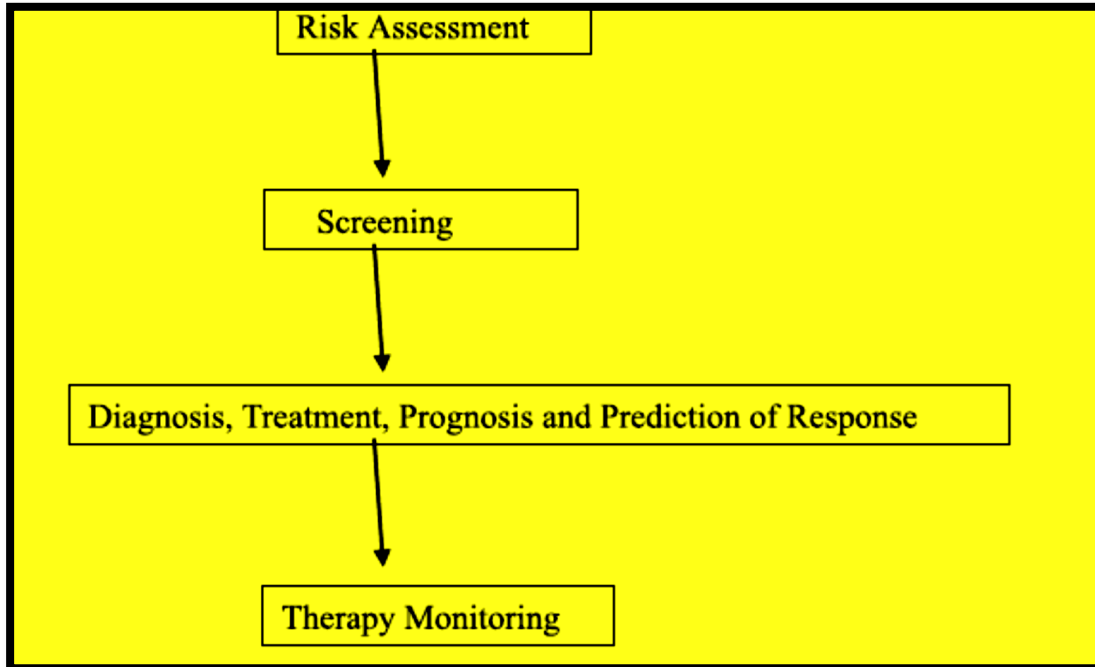 Risk Assessment
Screening
Diagnosis, Treatment, Prognosis and Prediction of Response
Therapy Monitoring